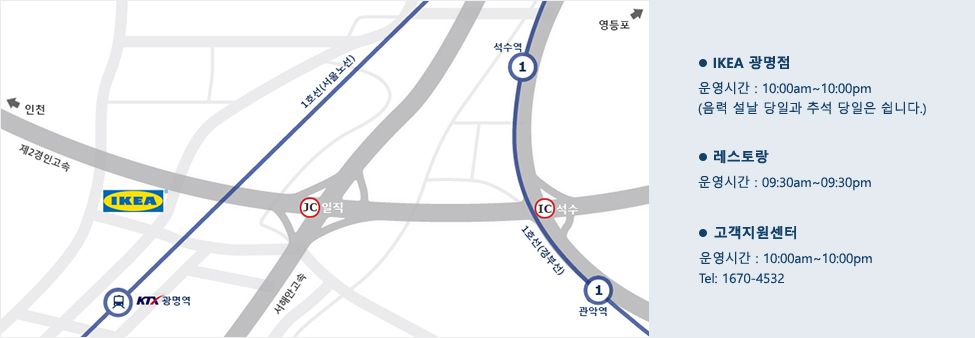 영등포
석수역
1
1호선(서울노선)
인천
제2경인고속
IKEA
JC 일직
IC 석수
1호선(경부선)
서해안고속
KTX 광명역
1
관악역
● IKEA 광명점
운영시간 : 10:00am~10:00pm
(음력 설날 당일과 추석 당일은 쉽니다.)
● 레스토랑
운영시간 : 09:30am~09:30pm
● 고객지원센터
운영시간 : 10:00am~10:00pm
Tel: 1670-4532